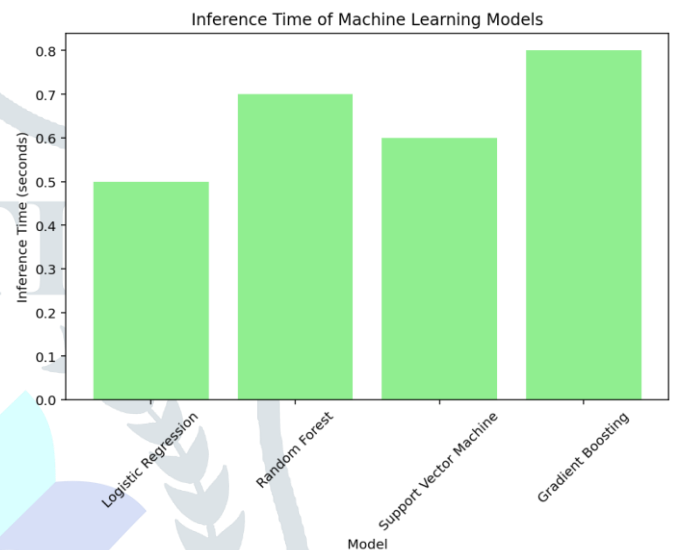 Inference Time of Machine Learning Models
Inference Time (seconds)
0.8
0.7
0.6
0.5
0.4
0.3
0.2
0.1
0.0
Logistic Regression
Random Forest
Support Vector Machine
Gradient Boosting
Model